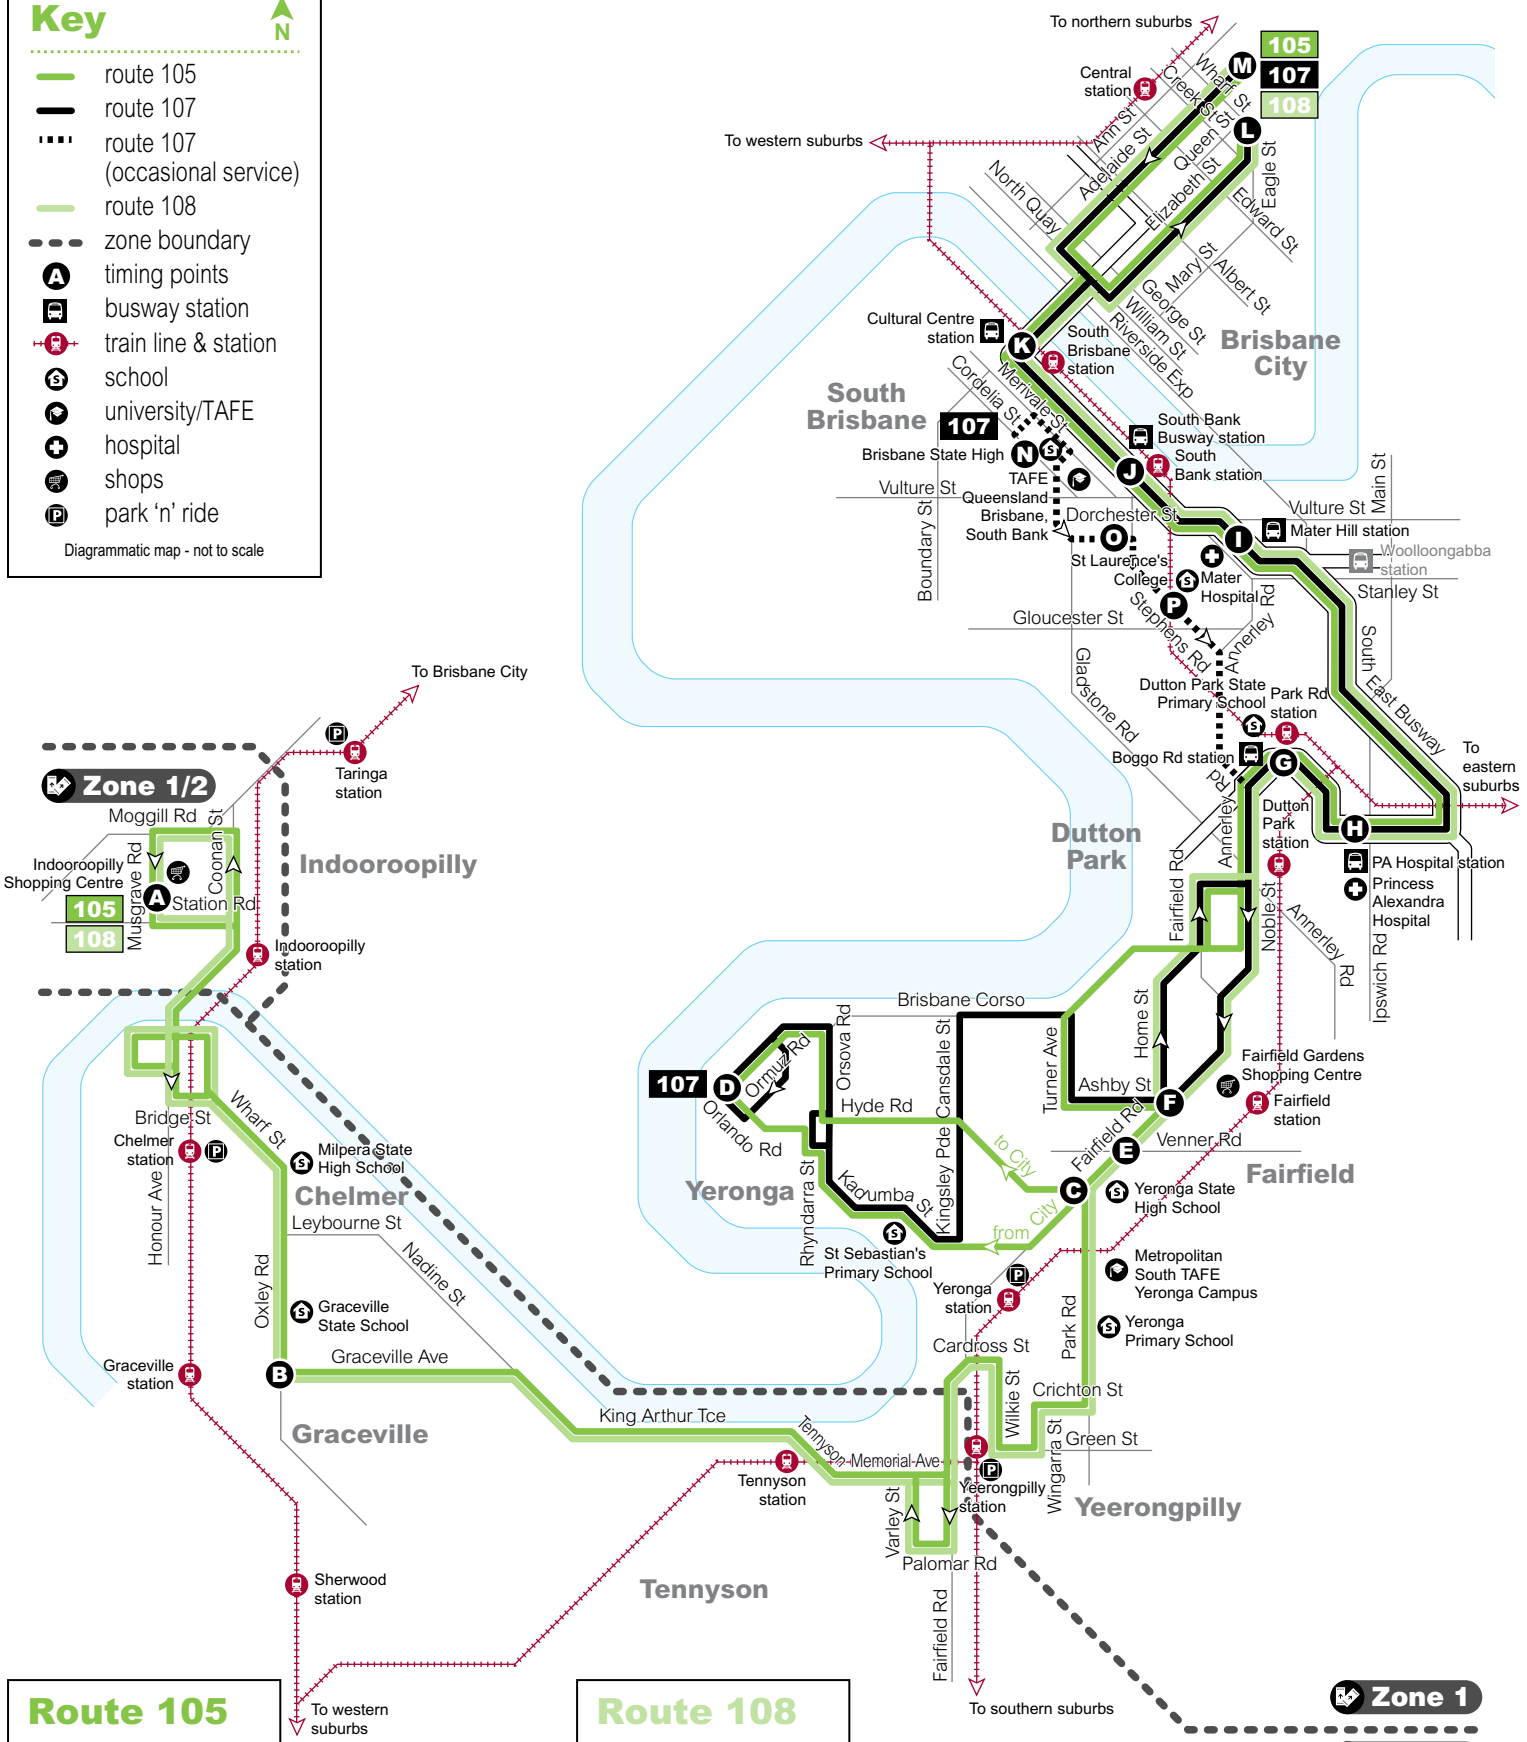 Key
N
route 105
route 107
route 107
(occasional service)
route 108
zone boundary
A
timing points
busway station
train line & station
S
school
university/TAFE
hospital
shops
P
park ‘n’ ride
Diagrammatic map - not to scale
To northern suburbs
Central
station
To western suburbs
M
105
107
108
L
Wharf St
Creek St
Ann St
Adelaide St
Queen St
Elizabeth St
Eagle St
Edward St
North Quay
Mary St
Albert St
George St
William St
Riverside Exp
Brisbane
City
Cultural Centre
station
K
South
Brisbane
station
South
Brisbane
Cordelia St
Merivale St
107
Brisbane State High
N
S
TAFE
Queensland
Brisbane,
South Bank
J
South Bank
Busway station
South
Bank station
Vulture St
Boundary St
Dorchester St
O
St Laurence's
College
S
P
Mater
Hospital
I
Vulture St
Main St
Mater Hill station
Woolloongabba
station
Stanley St
Gloucester St
Stephens Rd
Annerley Rd
Gladstone Rd
South East Busway
Dutton Park State
Primary School
S
Park Rd
station
Boggo Rd station
G
To
eastern
suburbs
Annerley Rd
Dutton
Park
station
H
PA Hospital station
Princess
Alexandra
Hospital
Dutton
Park
Fairfield Rd
Noble St
Annerley Rd
Ipswich Rd
To Brisbane City
P
Taringa
station
Zone 1/2
Moggill Rd
Indooroopilly
Shopping Centre
Musgrave Rd
Coonan St
A
Station Rd
105
108
Indooroopilly
Indooroopilly
station
Bridge St
Wharf St
Chelmer
station
P
S
Milpera State
High School
Chelmer
Honour Ave
Leybourne St
Nadine St
Oxley Rd
S
Graceville
State School
Graceville
station
B
Graceville Ave
Graceville
King Arthur Tce
Tennyson Memorial Ave
Tennyson
station
Varley St
Palomar Rd
Fairfield Rd
Tennyson
Sherwood
station
To western
suburbs
Brisbane Corso
107
D
Ormuz Rd
Orsova Rd
Orlando Rd
Hyde Rd
Yeronga
Rhyndarra St
Kadumba St
Kingsley Pde
Cansdale St
S
St Sebastian's
Primary School
Turner Ave
Home St
Ashby St
F
Fairfield Gardens
Shopping Centre
Fairfield
station
Fairfield Rd
E
Venner Rd
Fairfield
to City
from City
C
S
Yeronga State
High School
Metropolitan
South TAFE
Yeronga Campus
P
Yeronga
station
S
Yeronga
Primary School
Park Rd
Cardross St
Wilkie St
Crichton St
Green St
Wingarra St
P
Yeerongpilly
station
Yeerongpilly
To southern suburbs
Zone 1
Route 105
Route 108